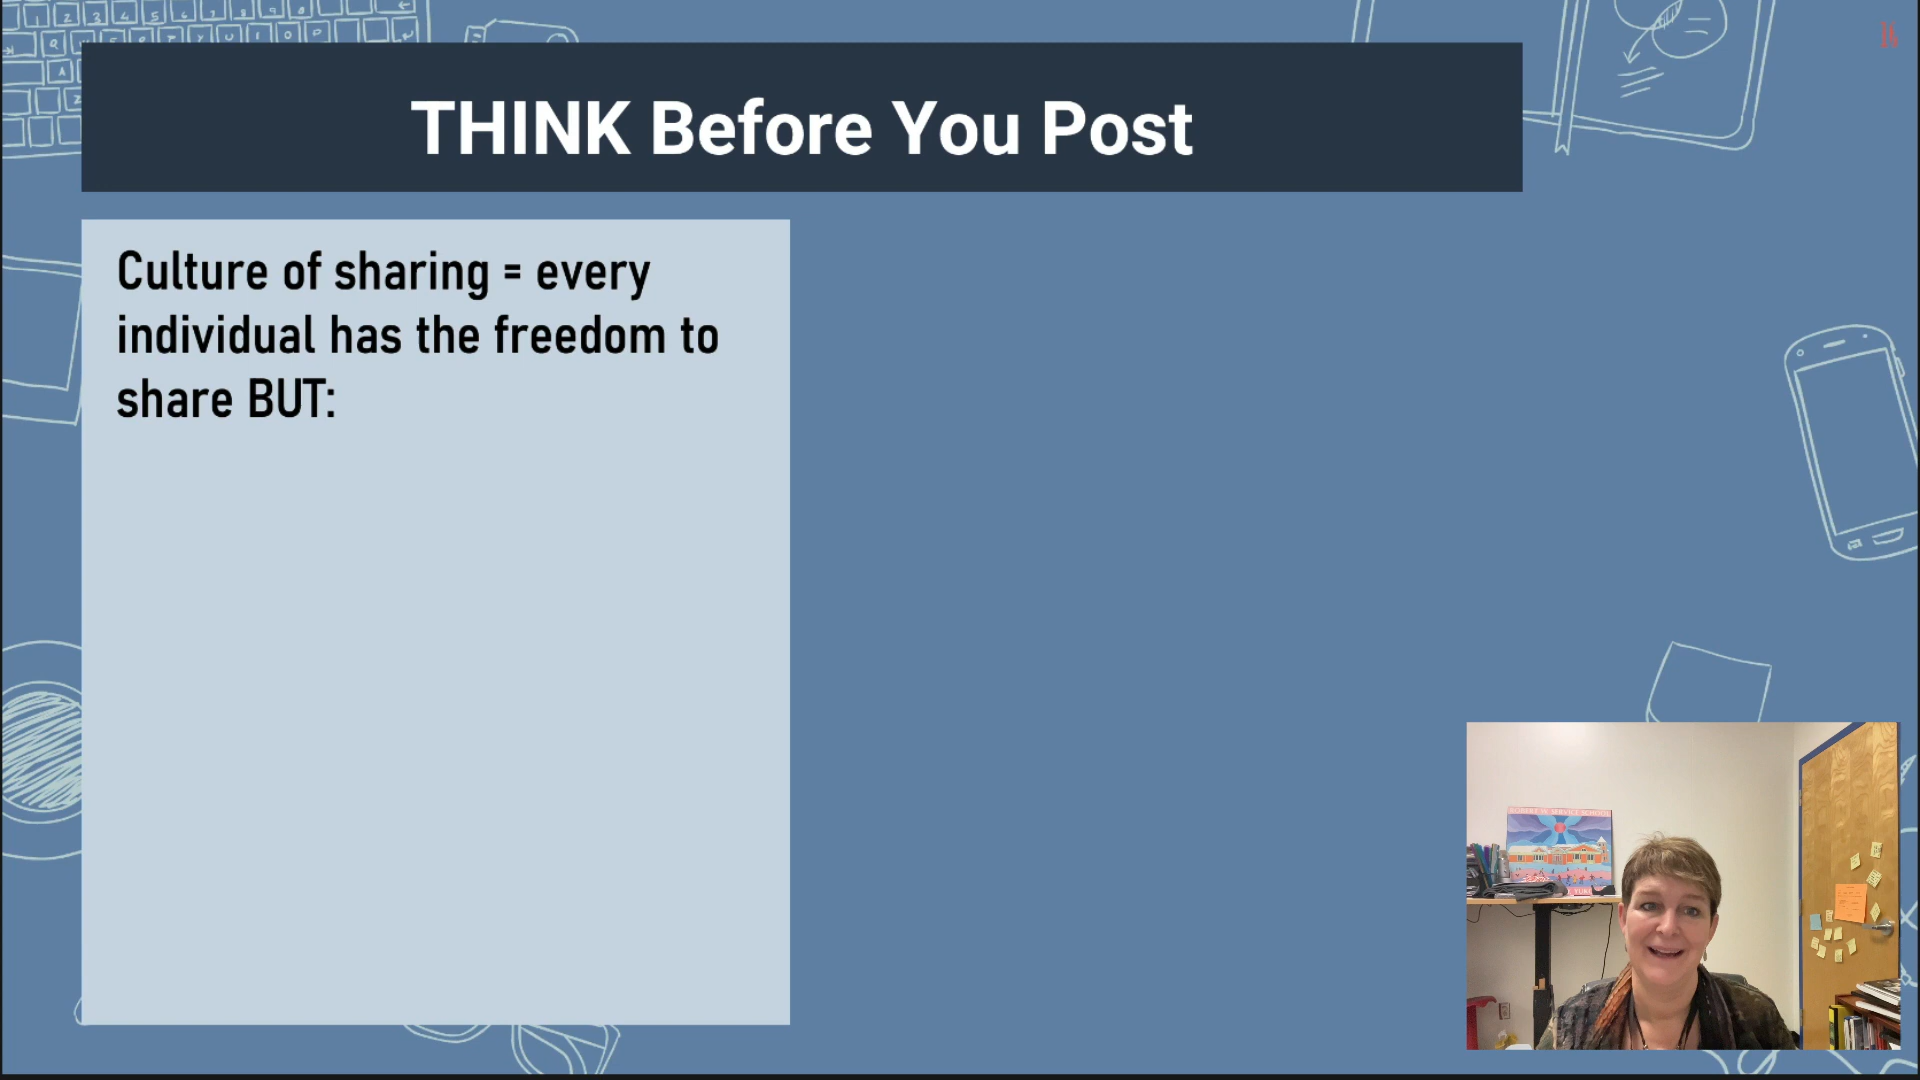 THINK Before You Post
Culture of sharing = every
individual has the freedom to
share BUT: